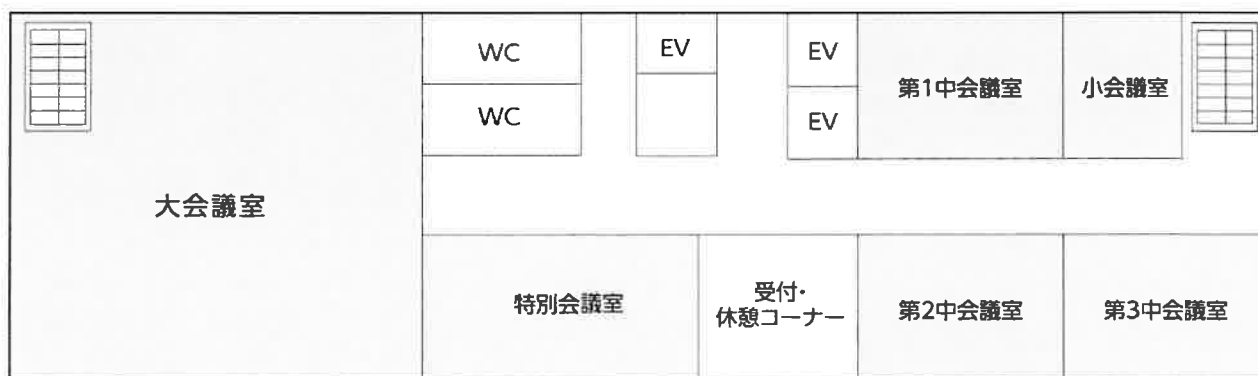 WC
EV
EV
第1中会議室
小会議室
WC
EV
大会議室
特別会議室
受付・
休憩コーナー
第2中会議室
第3中会議室